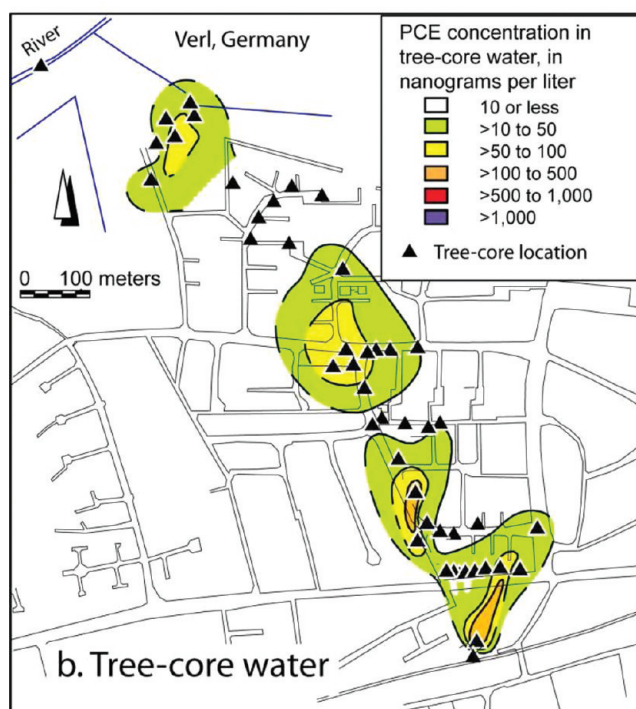 River
Verl, Germany
PCE concentration in
tree-core water, in
nanograms per liter
10 or less
>10 to 50
>50 to 100
>100 to 500
>500 to 1,000
>1,000
Tree-core location
0 100 meters
b. Tree-core water